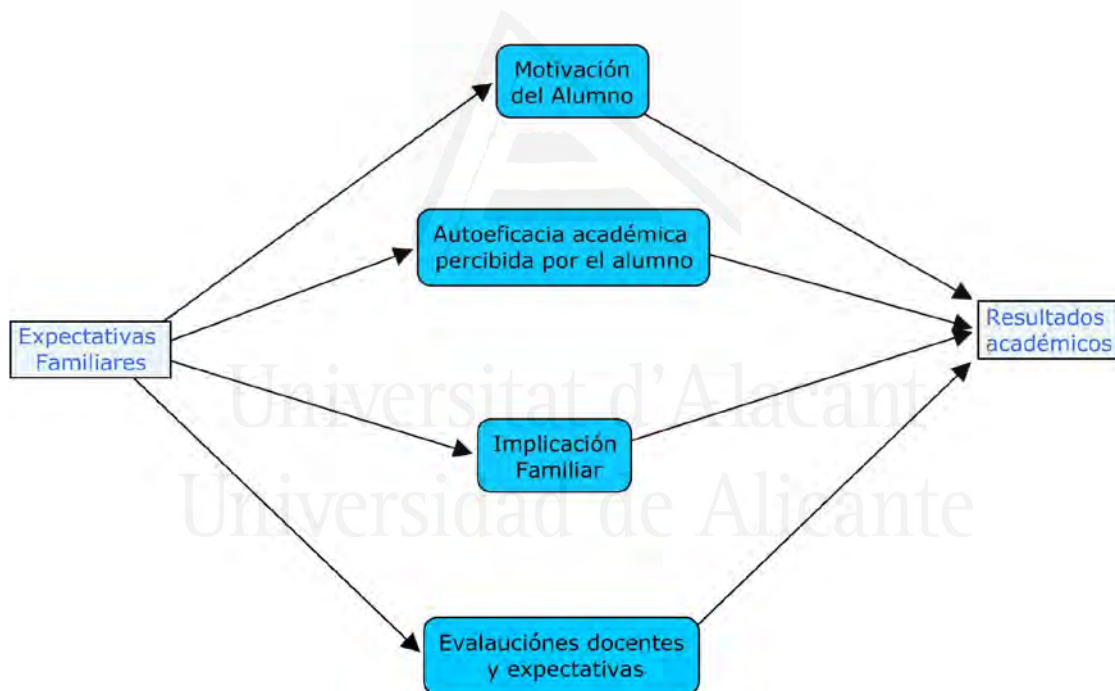 Motivación
del Alumno
Autoeficacia académica
percibida por el alumno
Expectativas
Familiares
Resultados
académicos
Universitat d'Alacant
Implicación
Familiar
Universidad de Alicante
Evalauciónes docentes
y expectativas